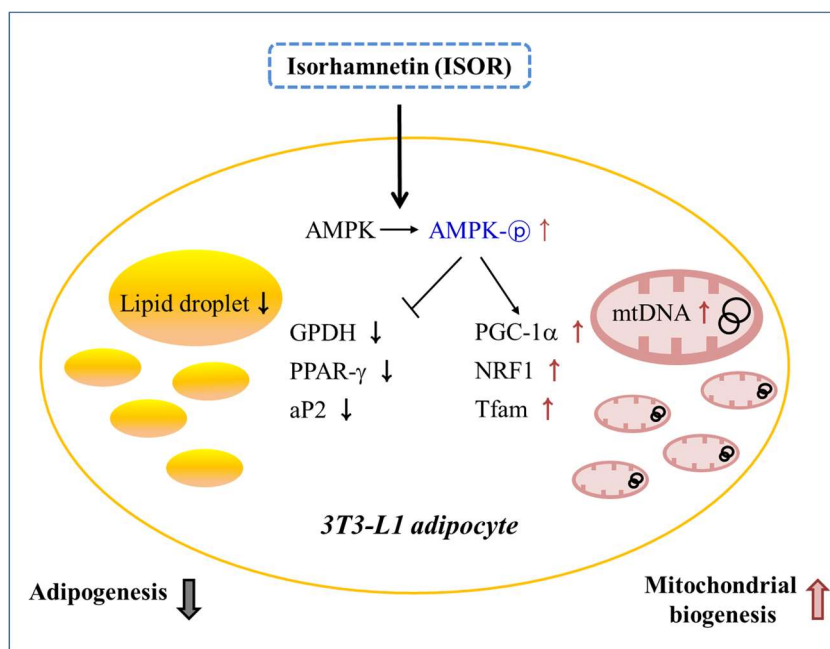 Isorhamnetin (ISOR)
AMPK → AMPK-ⓟ ↑
Lipid droplet ↓
mtDNA ↑
GPDH ↓
PGC-1α ↑
PPAR-γ ↓
NRF1 ↑
aP2 ↓
Tfam ↑
3T3-L1 adipocyte
Adipogenesis
Mitochondrial
biogenesis